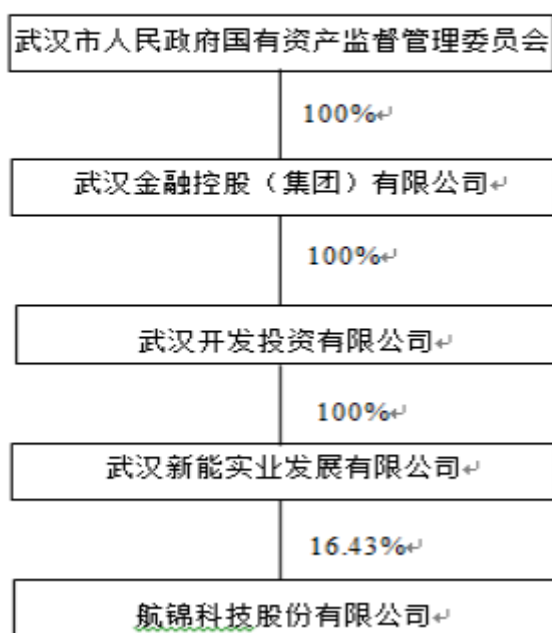 武汉市人民政府国有资产监督管理委员会
100%↵
武汉金融控股（集团）有限公司↵
100%↵
武汉开发投资有限公司↵
100%↵
武汉新能实业发展有限公司↵
16.43%↵
航锦科技股份有限公司↵